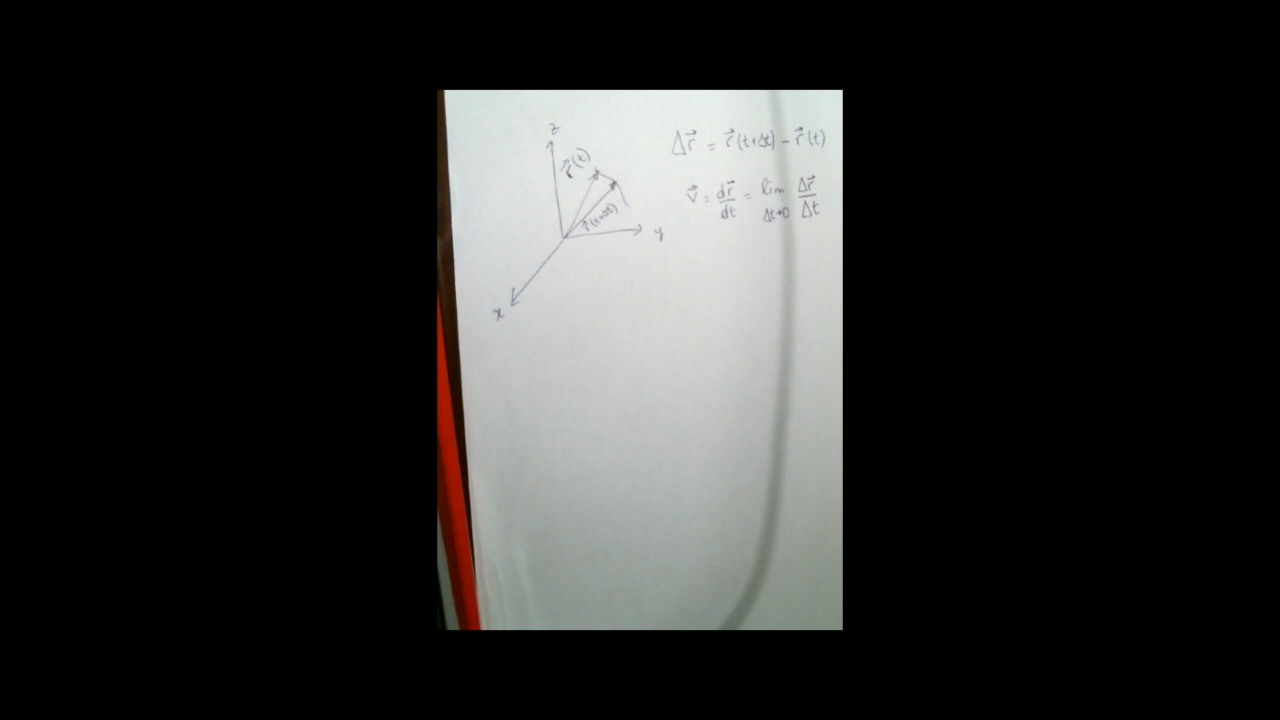 z
r⃗(t)
r⃗(t+Δt)
y
x
Δr⃗ = r⃗(t+Δt) - r⃗(t)
v⃗ = dr⃗/dt = lim Δt→0 Δr⃗/Δt